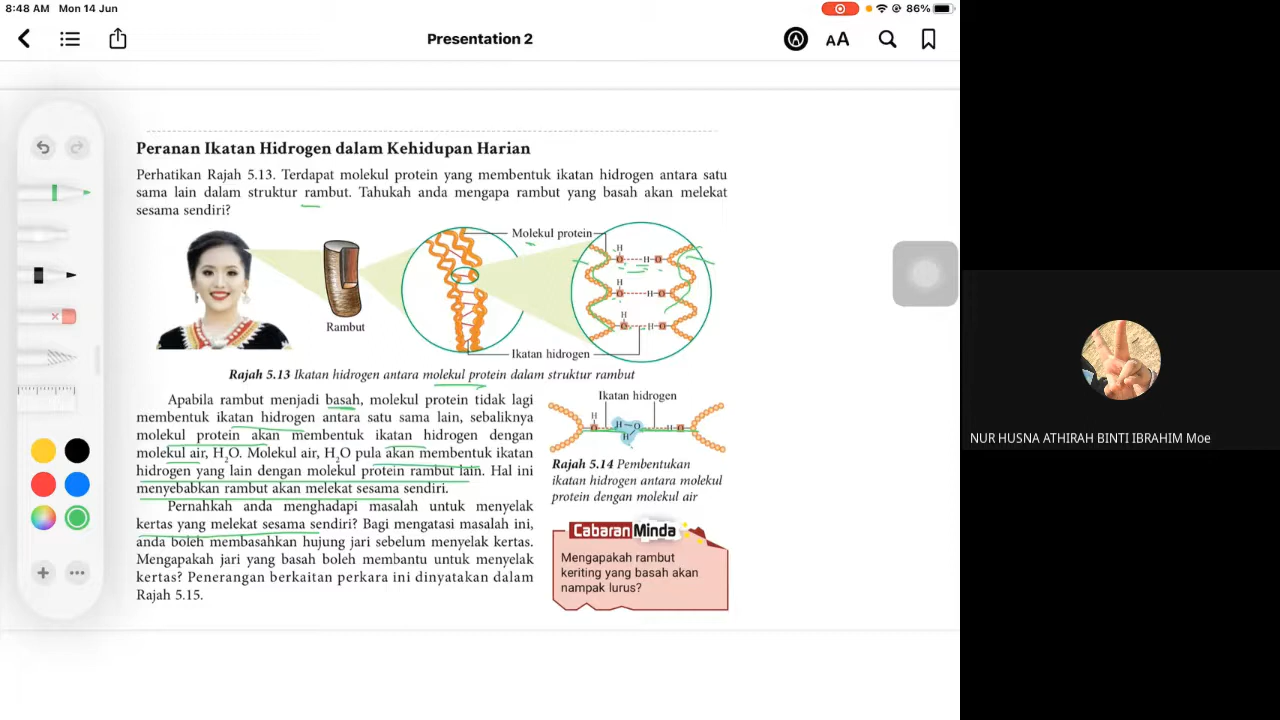 8:48 AM Mon 14 Jun
86%
Presentation 2
AA
Peranan Ikatan Hidrogen dalam Kehidupan Harian
Perhatikan Rajah 5.13. Terdapat molekul protein yang membentuk ikatan hidrogen antara satu
sama lain dalam struktur rambut. Tahukah anda mengapa rambut yang basah akan melekat
sesama sendiri?
Molekul protein
H
O H O
H
O H O
H
O H O
Rambut
Ikatan hidrogen
Rajah 5.13 Ikatan hidrogen antara molekul protein dalam struktur rambut
Apabila rambut menjadi basah, molekul protein tidak lagi
membentuk ikatan hidrogen antara satu sama lain, sebaliknya
molekul protein akan membentuk ikatan hidrogen dengan
molekul air, H₂O. Molekul air, H₂O pula akan membentuk ikatan
hidrogen yang lain dengan molekul protein rambut lain. Hal ini
menyebabkan rambut akan melekat sesama sendiri.
Pernahkah anda menghadapi masalah untuk menyelak
kertas yang melekat sesama sendiri? Bagi mengatasi masalah ini,
anda boleh membasahkan hujung jari sebelum menyelak kertas.
Mengapakah jari yang basah boleh membantu untuk menyelak
kertas? Penerangan berkaitan perkara ini dinyatakan dalam
Rajah 5.15.
Ikatan hidrogen
H
O H O H O
H
Rajah 5.14 Pembentukan
ikatan hidrogen antara molekul
protein dengan molekul air
Cabaran Minda
Mengapakah rambut
keriting yang basah akan
nampak lurus?
NUR HUSNA ATHIRAH BINTI IBRAHIM Moe